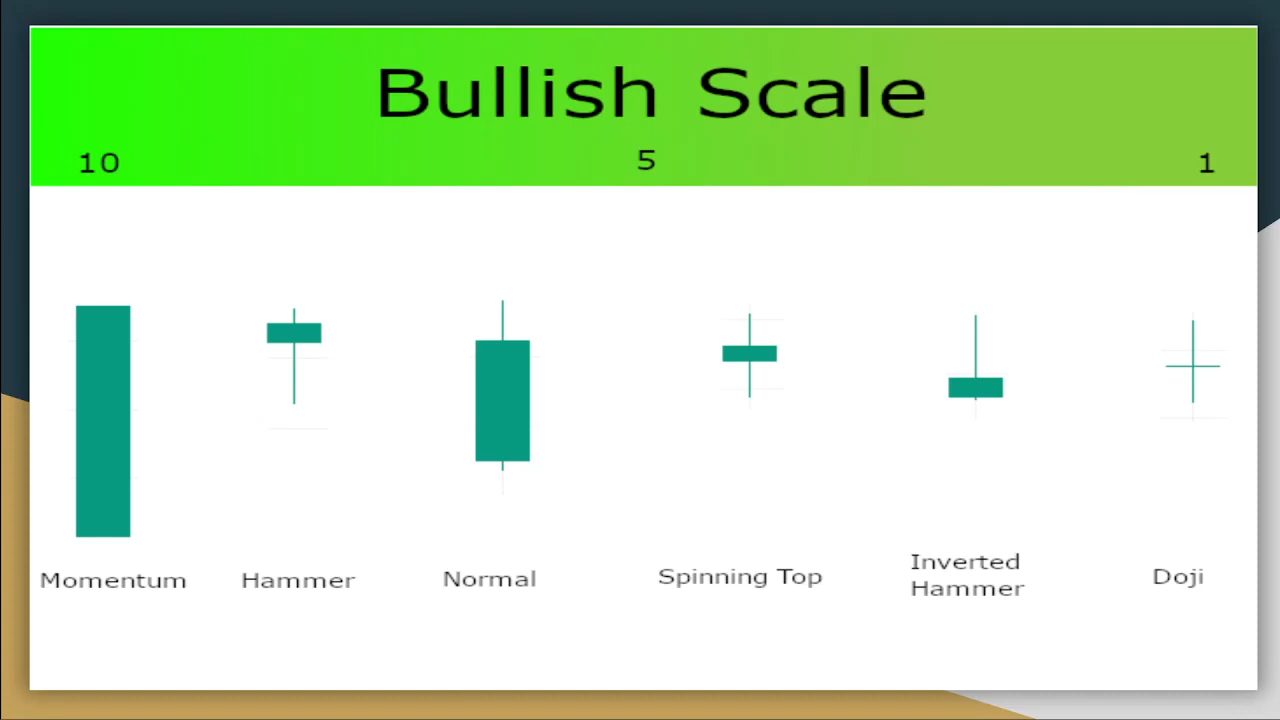 Bullish Scale
10
5
1
Momentum
Hammer
Normal
Spinning Top
Inverted
Hammer
Doji